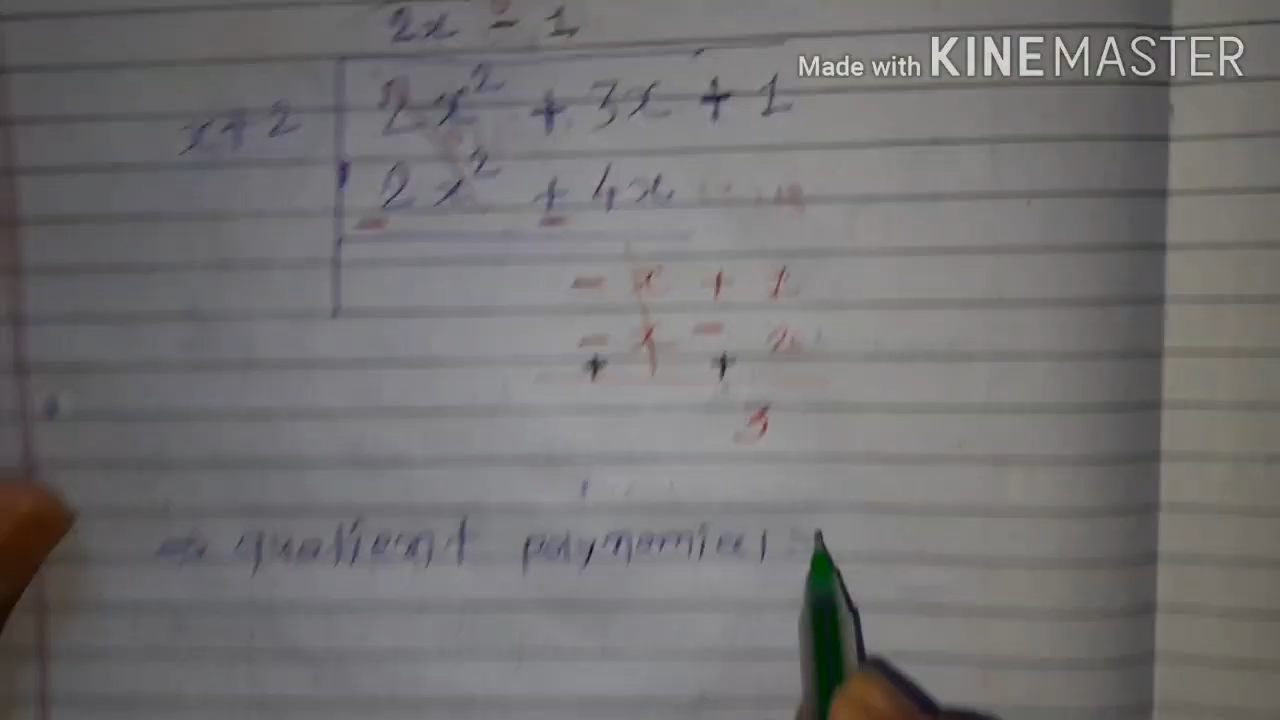 2x - 1
Made with KINEMASTER
x+2 2x² + 3x + 1
2x² + 4x
- +
- x + 1
- x - 2
+ +
3
⇒ quotient polynomial =